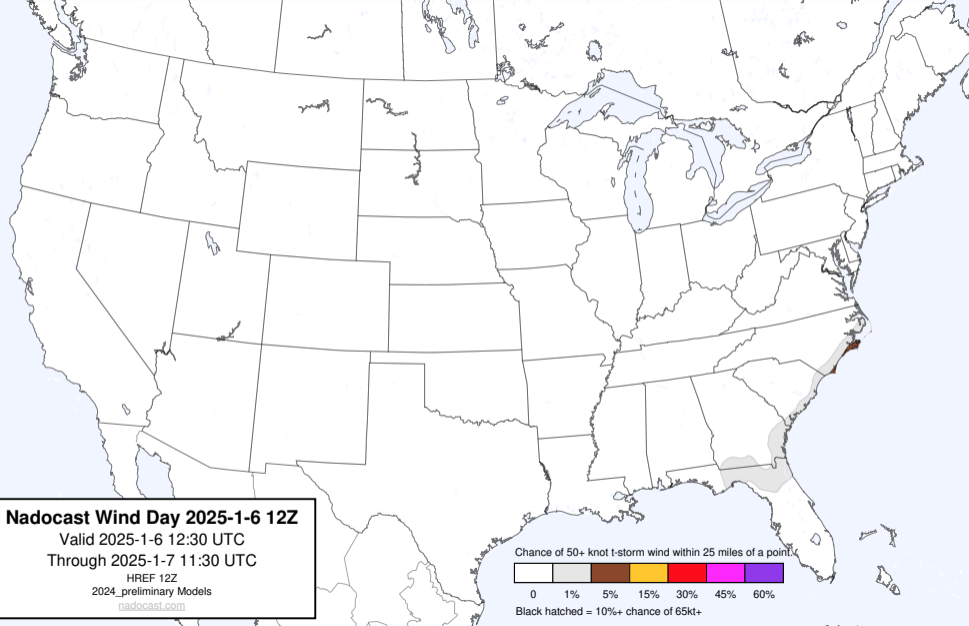 Nadocast Wind Day 2025-1-6 12Z
Valid 2025-1-6 12:30 UTC
Through 2025-1-7 11:30 UTC
HREF 12Z
2024_preliminary Models
nadocast.com
Chance of 50+ knot t-storm wind within 25 miles of a point.
0 1% 5% 15% 30% 45% 60%
Black hatched = 10%+ chance of 65kt+